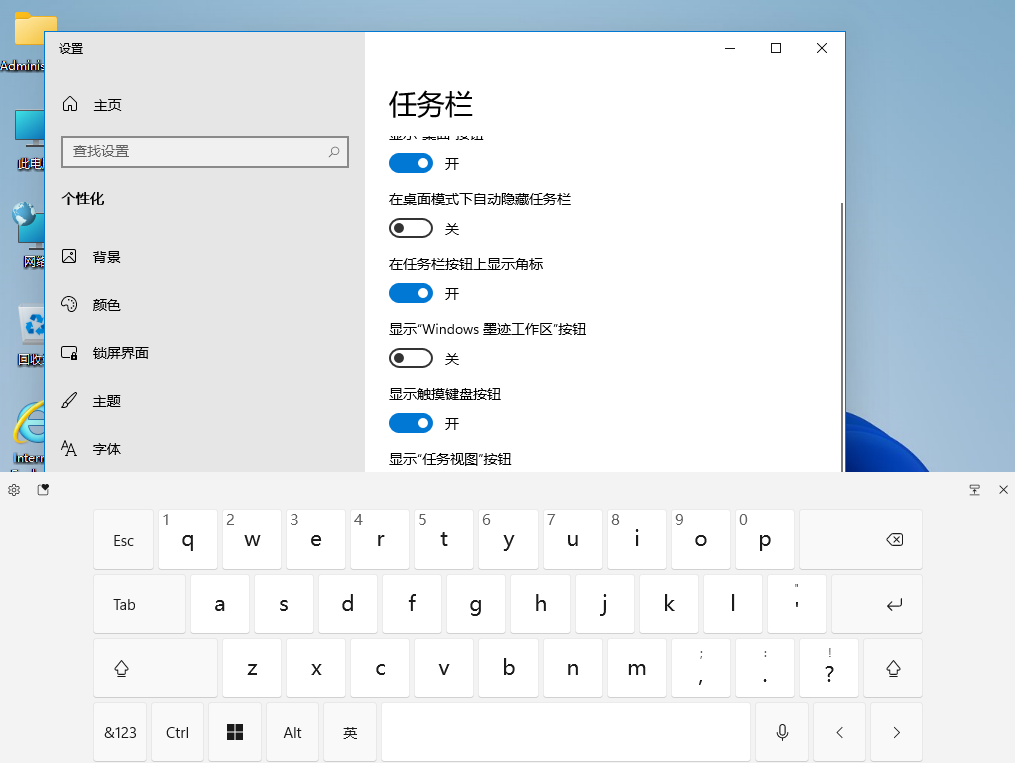 设置
主页
查找设置
个性化
背景
颜色
锁屏界面
主题
字体
任务栏
开
在桌面模式下自动隐藏任务栏
关
在任务栏按钮上显示角标
开
显示“Windows 墨迹工作区”按钮
关
显示触摸键盘按钮
开
显示“任务视图”按钮
Adminis
此电
网络
回收
Intern
Esc 1 q 2 w 3 e 4 r 5 t 6 y 7 u 8 i 9 o 0 p
Tab a s d f g h j k l " '
z x c v b n m ; , : . ! ?
&123 Ctrl Alt 英